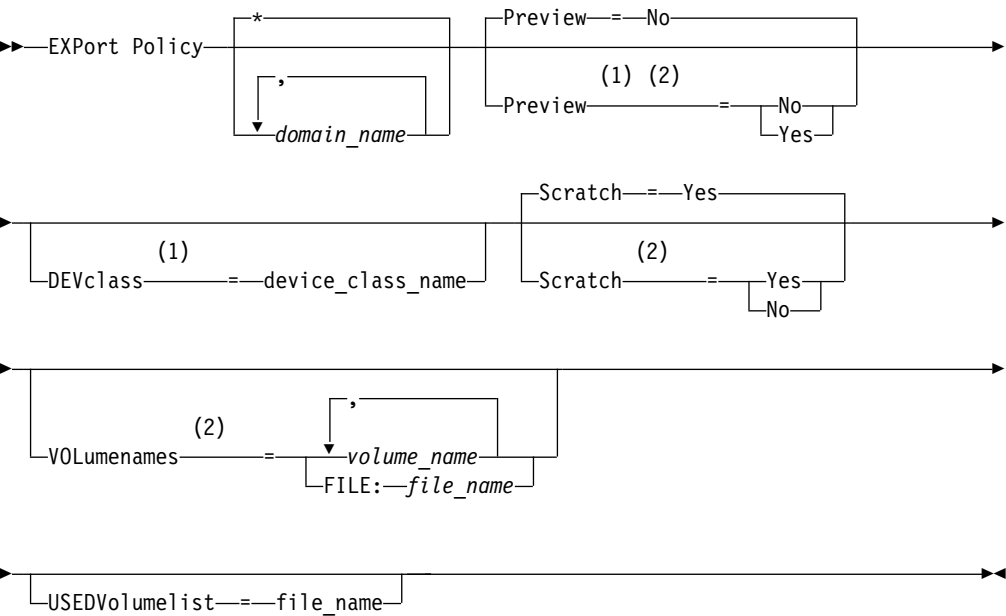 * Preview = No
EXPort Policy
, (1) (2)
Preview = No
domain_name Yes
Scratch = Yes
(1) (2)
DEVclass = device_class_name Scratch = Yes
No
,
(2)
VOLumenames = volume_name
FILE: file_name
USEDVolumelist = file_name